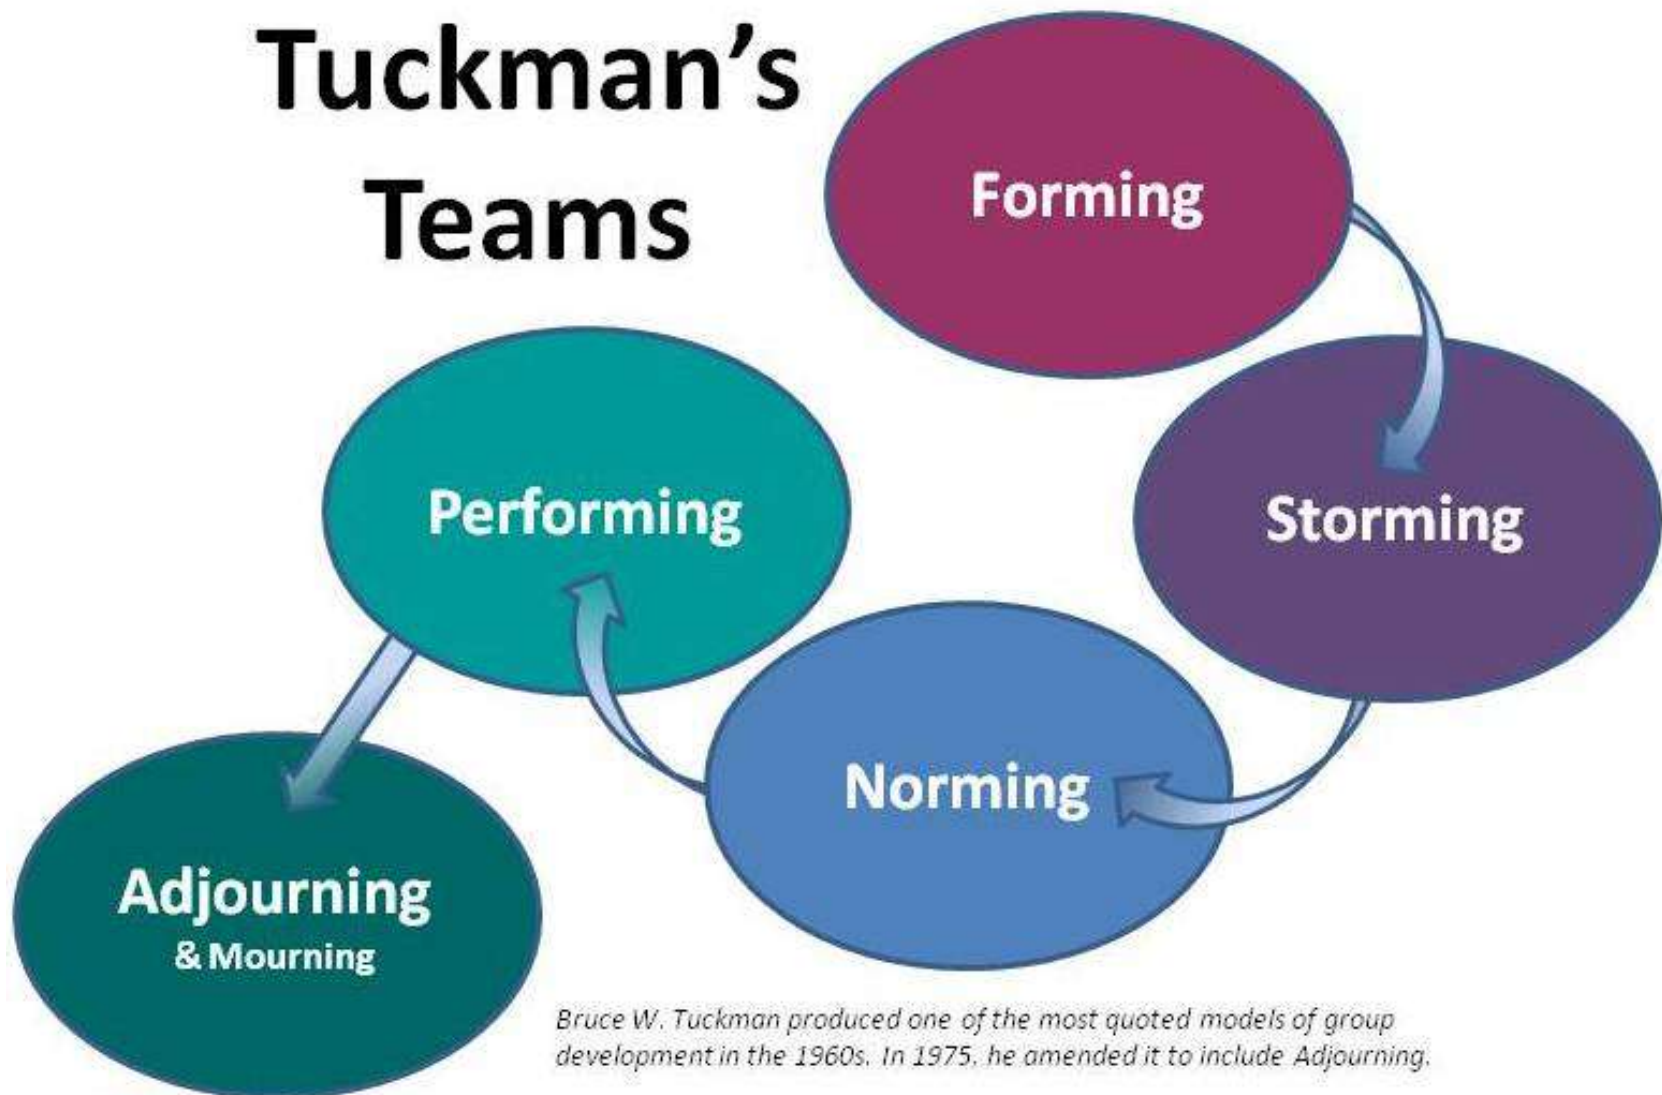 Tuckman’s
Teams
Forming
Storming
Norming
Performing
Adjourning
& Mourning
Bruce W. Tuckman produced one of the most quoted models of group
development in the 1960s. In 1975, he amended it to include Adjourning.